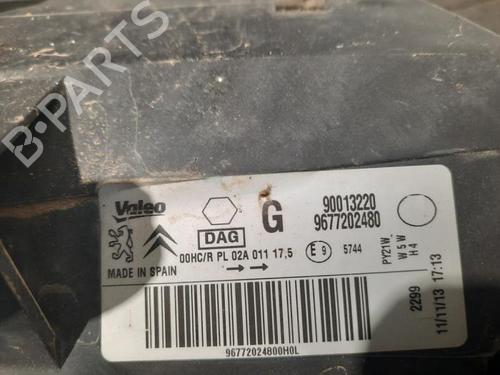 Valeo
DAG
G
90013220
9677202480
00HC/R PL 02A 011 17,5
E 9
5744
MADE IN SPAIN
PY21W
W5W
H4
2299
11/11/13 17:13
96772024800H0L
B-PARTS